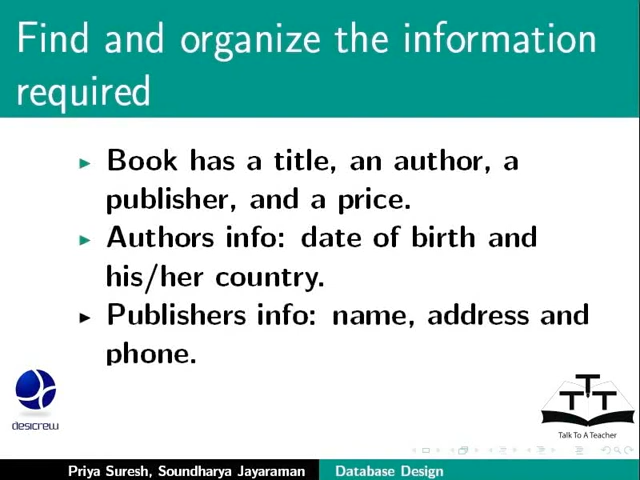 Find and organize the information
required
Book has a title, an author, a
publisher, and a price.
Authors info: date of birth and
his/her country.
Publishers info: name, address and
phone.
desicrew
TTT
Talk To A Teacher
Priya Suresh, Soundharya Jayaraman
Database Design